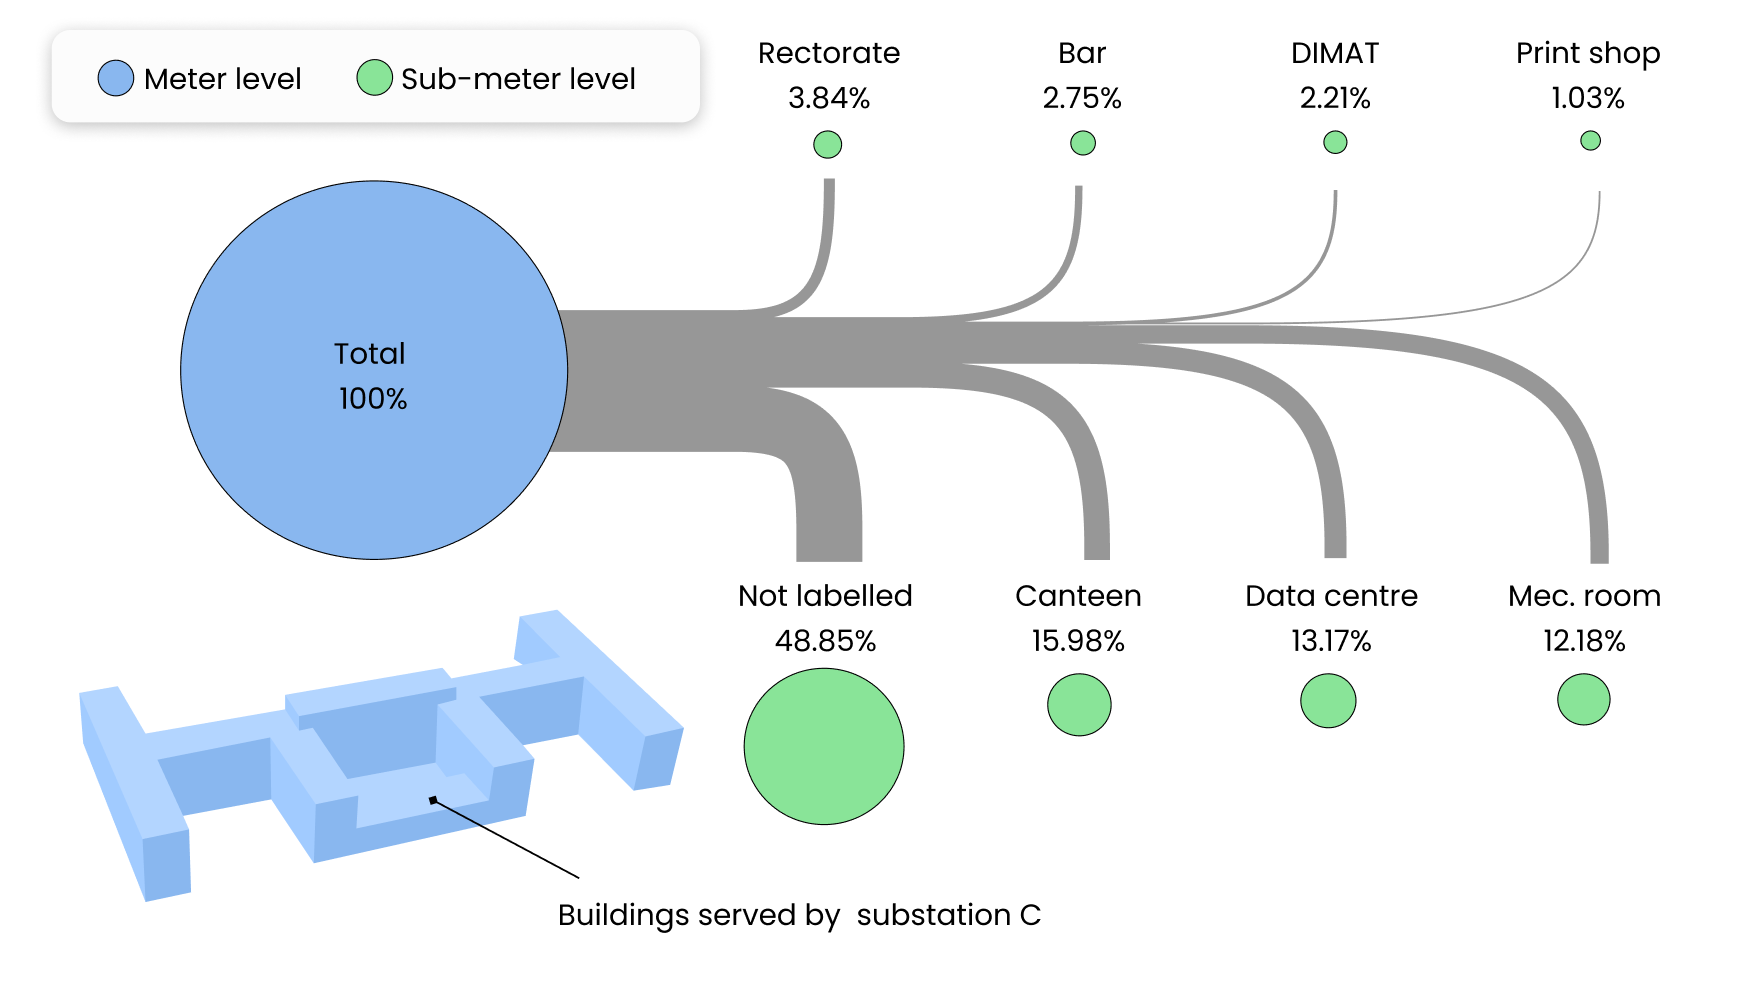 Meter level
Sub-meter level
Rectorate
3.84%
Bar
2.75%
DIMAT
2.21%
Print shop
1.03%
Total
100%
Not labelled
48.85%
Canteen
15.98%
Data centre
13.17%
Mec. room
12.18%
Buildings served by  substation C